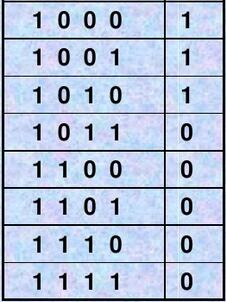 1 0 0 0 1
1 0 0 1 1
1 0 1 0 1
1 0 1 1 0
1 1 0 0 0
1 1 0 1 0
1 1 1 0 0
1 1 1 1 0